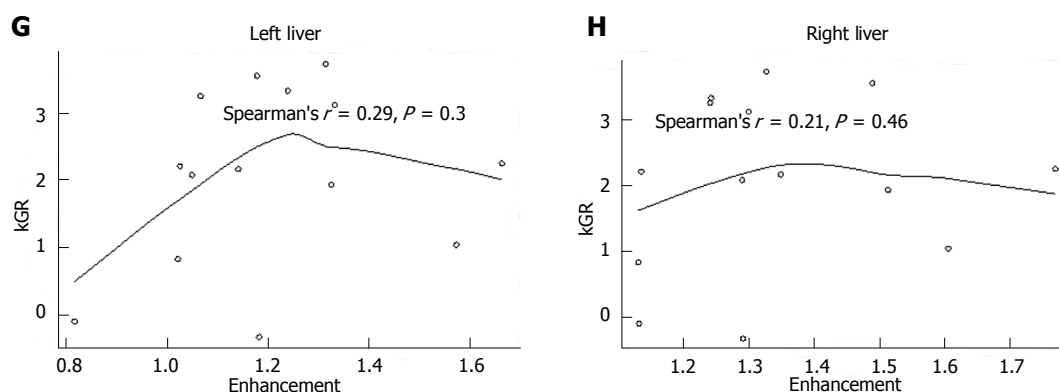 G
Left liver
kGR
3
2
1
0
Spearman's r = 0.29, P = 0.3
0.8 1.0 1.2 1.4 1.6
Enhancement
H
Right liver
kGR
3
2
1
0
Spearman's r = 0.21, P = 0.46
1.2 1.3 1.4 1.5 1.6 1.7
Enhancement